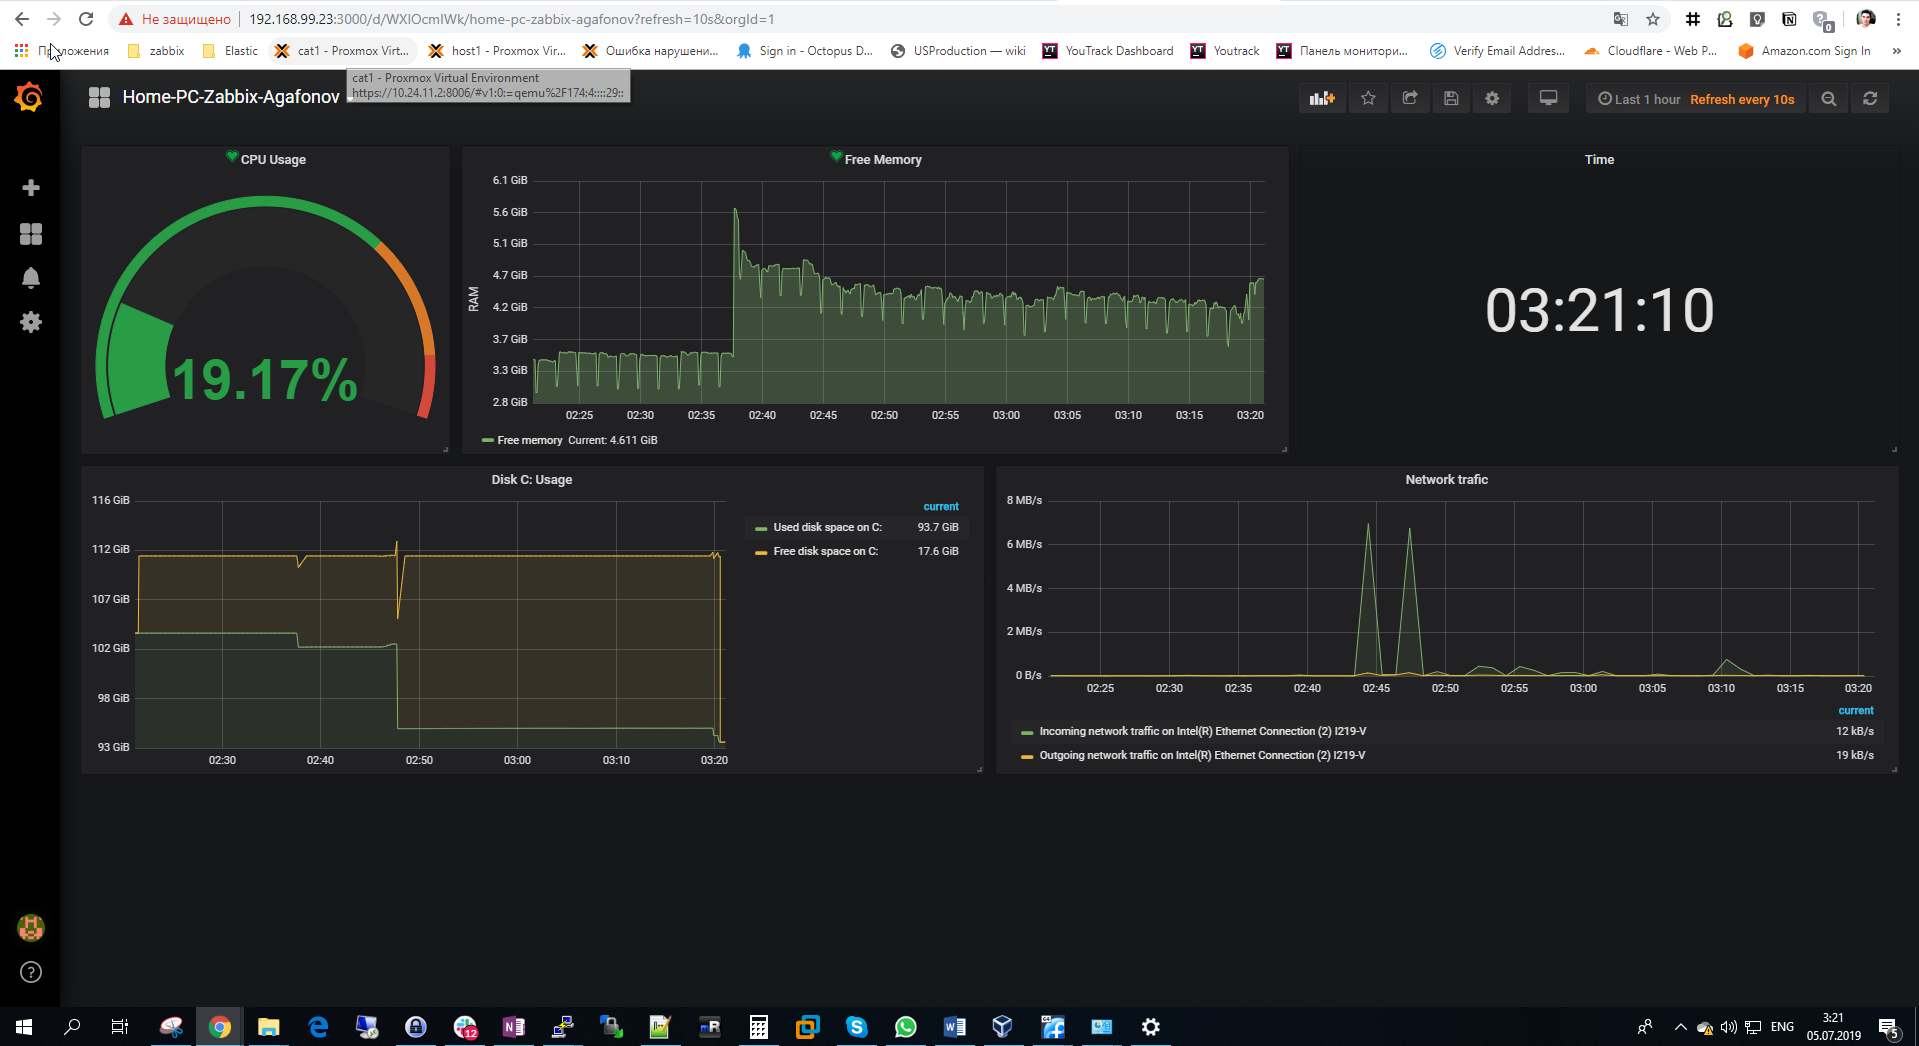 Не защищено 192.168.99.23:3000/d/WXIOcmIWk/home-pc-zabbix-agafonov?refresh=10s&orgId=1
0
Приложения zabbix Elastic cat1 - Proxmox Virt... host1 - Proxmox Vir... Ошибка нарушени... Sign in - Octopus D... USProduction — wiki YT YouTrack Dashboard YT Youtrack YT Панель монитори... Verify Email Addres... Cloudflare - Web P... Amazon.com Sign In »
cat1 - Proxmox Virtual Environment
https://10.24.11.2:8006/#v1:0:=qemu%2F174:4::::29::
Home-PC-Zabbix-Agafonov
Last 1 hour Refresh every 10s
CPU Usage
19.17%
Free Memory
6.1 GiB
5.6 GiB
5.1 GiB
4.7 GiB
4.2 GiB
3.7 GiB
3.3 GiB
2.8 GiB
RAM
02:25 02:30 02:35 02:40 02:45 02:50 02:55 03:00 03:05 03:10 03:15 03:20
Free memory Current: 4.611 GiB
Time
03:21:10
Disk C: Usage
116 GiB
112 GiB
107 GiB
102 GiB
98 GiB
93 GiB
02:30 02:40 02:50 03:00 03:10 03:20
current
Used disk space on C: 93.7 GiB
Free disk space on C: 17.6 GiB
Network trafic
8 MB/s
6 MB/s
4 MB/s
2 MB/s
0 B/s
02:25 02:30 02:35 02:40 02:45 02:50 02:55 03:00 03:05 03:10 03:15 03:20
current
Incoming network traffic on Intel(R) Ethernet Connection (2) I219-V 12 kB/s
Outgoing network traffic on Intel(R) Ethernet Connection (2) I219-V 19 kB/s
12
ENG
3:21
05.07.2019
5